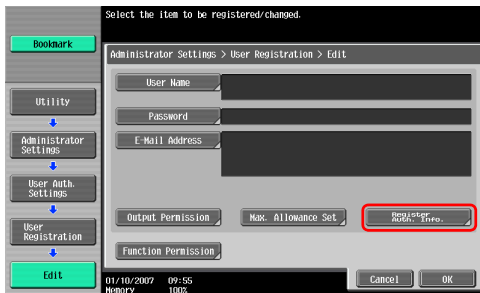 Select the item to be registered/changed.
Bookmark
Administrator Settings > User Registration > Edit
User Name
Utility
Password
Administrator
Settings
E-Mail Address
User Auth.
Settings
Output Permission
Max. Allowance Set
Register
Auth. Info.
User
Registration
Function Permission
Edit
01/10/2007 09:55
Memory 100%
Cancel
OK